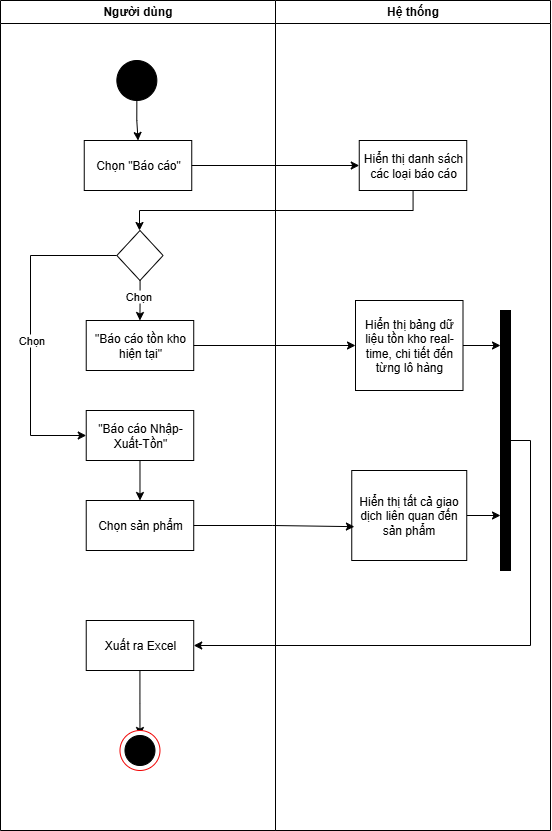 Người dùng
Hệ thống
Chọn "Báo cáo"
Hiển thị danh sách
các loại báo cáo
Chọn
Chọn
"Báo cáo tồn kho
hiện tại"
Hiển thị bảng dữ
liệu tồn kho real-
time, chi tiết đến
từng lô hàng
"Báo cáo Nhập-
Xuất-Tồn"
Chọn sản phẩm
Hiển thị tất cả giao
dịch liên quan đến
sản phẩm
Xuất ra Excel